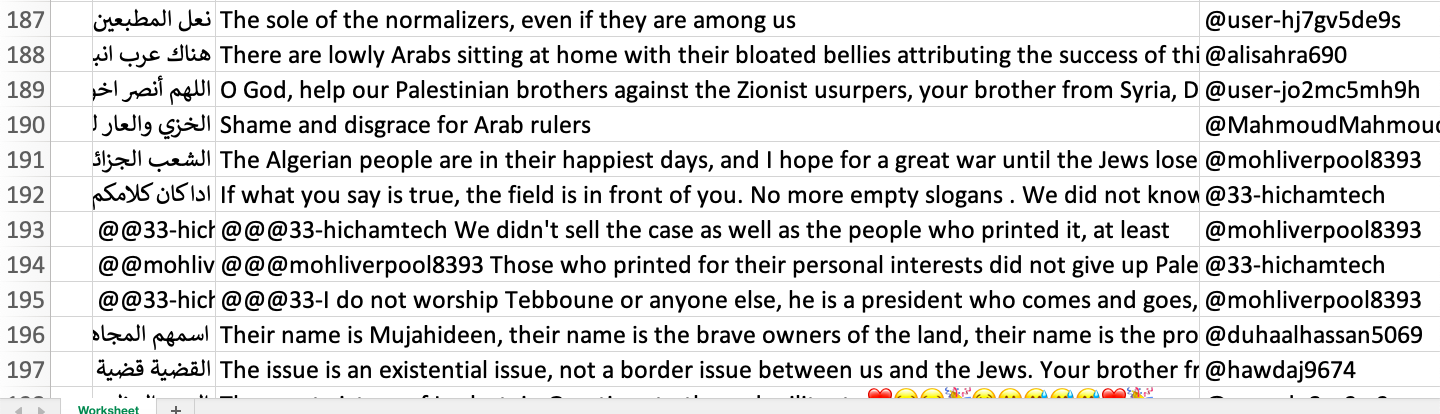 187 نعل المطبعين The sole of the normalizers, even if they are among us @user-hj7gv5de9s
188 هناك عرب There are lowly Arabs sitting at home with their bloated bellies attributing the success of thi @alisahra690
189 اللهم أنصر O God, help our Palestinian brothers against the Zionist usurpers, your brother from Syria, D @user-jo2mc5mh9h
190 الخزي والعار Shame and disgrace for Arab rulers @MahmoudMahmoud
191 الشعب The Algerian people are in their happiest days, and I hope for a great war until the Jews lose @mohliverpool8393
192 اداكان كلامكم If what you say is true, the field is in front of you. No more empty slogans . We did not know @33-hichamtech
193 @@33-hich @@@33-hichamtech We didn't sell the case as well as the people who printed it, at least @mohliverpool8393
194 @@mohliv @@@mohliverpool8393 Those who printed for their personal interests did not give up Pale @33-hichamtech
195 @@33-hich @@@33-I do not worship Tebboune or anyone else, he is a president who comes and goes, @mohliverpool8393
196 اسمهم Their name is Mujahideen, their name is the brave owners of the land, their name is the pro @duhaalhassan5069
197 القضية قضية The issue is an existential issue, not a border issue between us and the Jews. Your brother fr @hawdaj9674
Worksheet +